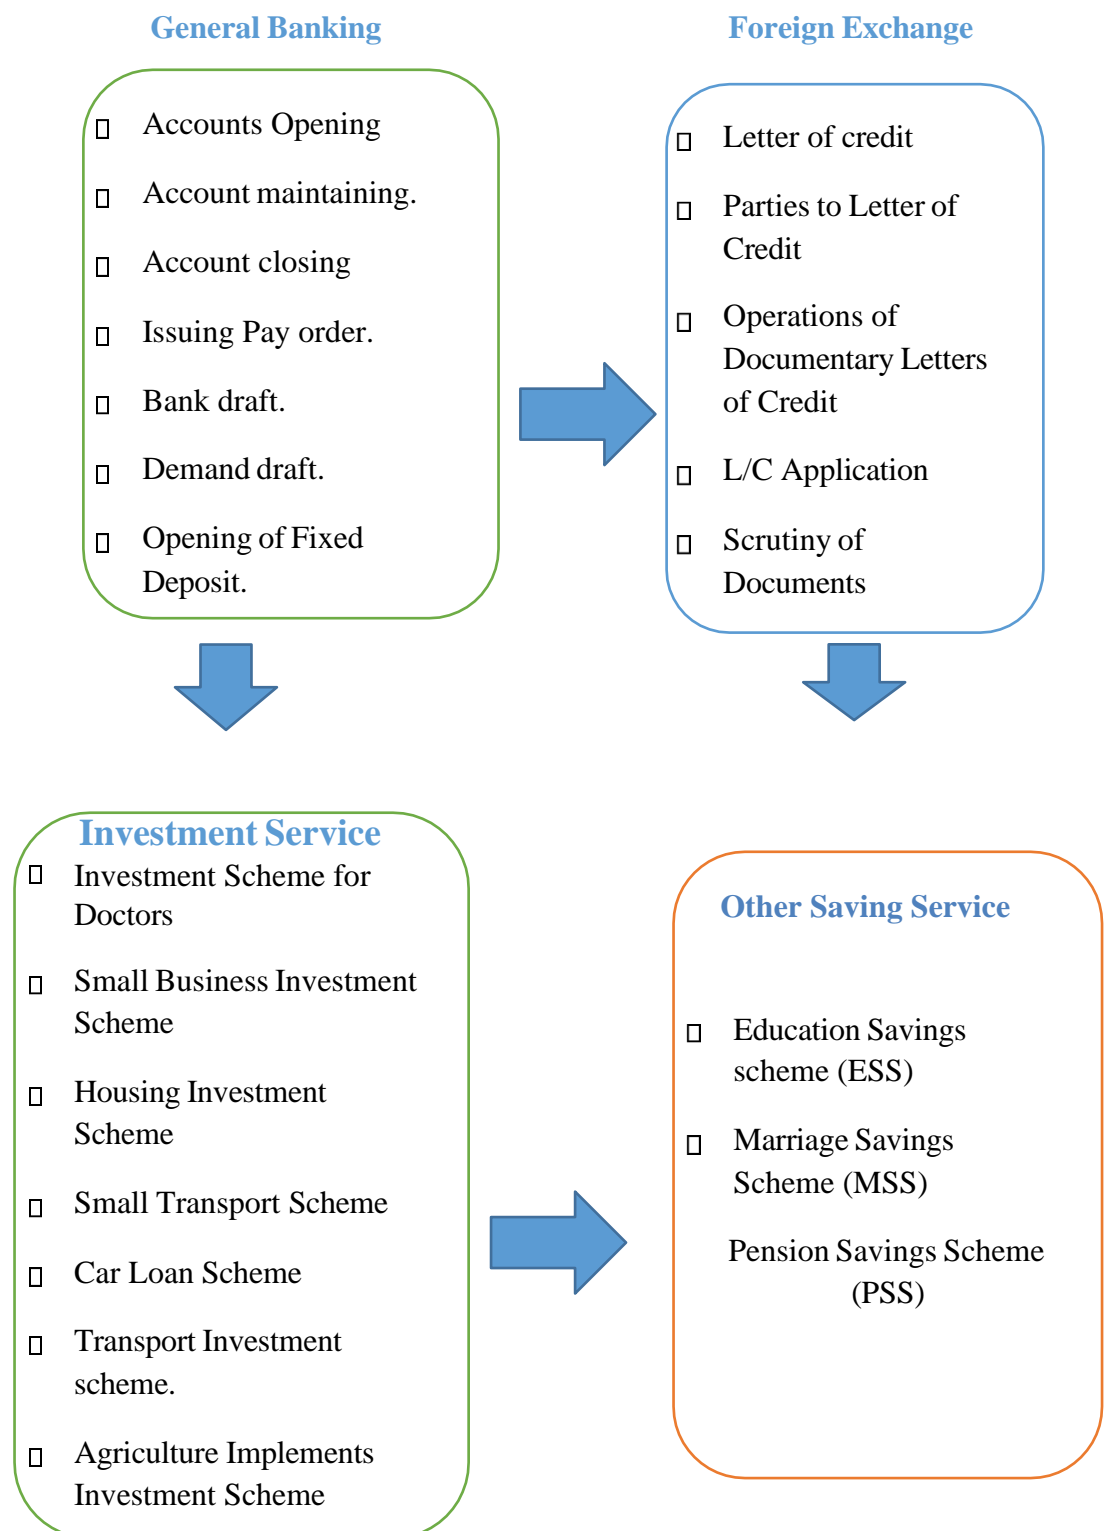 General Banking
Accounts Opening
Account maintaining.
Account closing
Issuing Pay order.
Bank draft.
Demand draft.
Opening of Fixed
Deposit.
Foreign Exchange
Letter of credit
Parties to Letter of
Credit
Operations of
Documentary Letters
of Credit
L/C Application
Scrutiny of
Documents
Investment Service
Investment Scheme for
Doctors
Small Business Investment
Scheme
Housing Investment
Scheme
Small Transport Scheme
Car Loan Scheme
Transport Investment
scheme.
Agriculture Implements
Investment Scheme
Other Saving Service
Education Savings
scheme (ESS)
Marriage Savings
Scheme (MSS)
Pension Savings Scheme
(PSS)